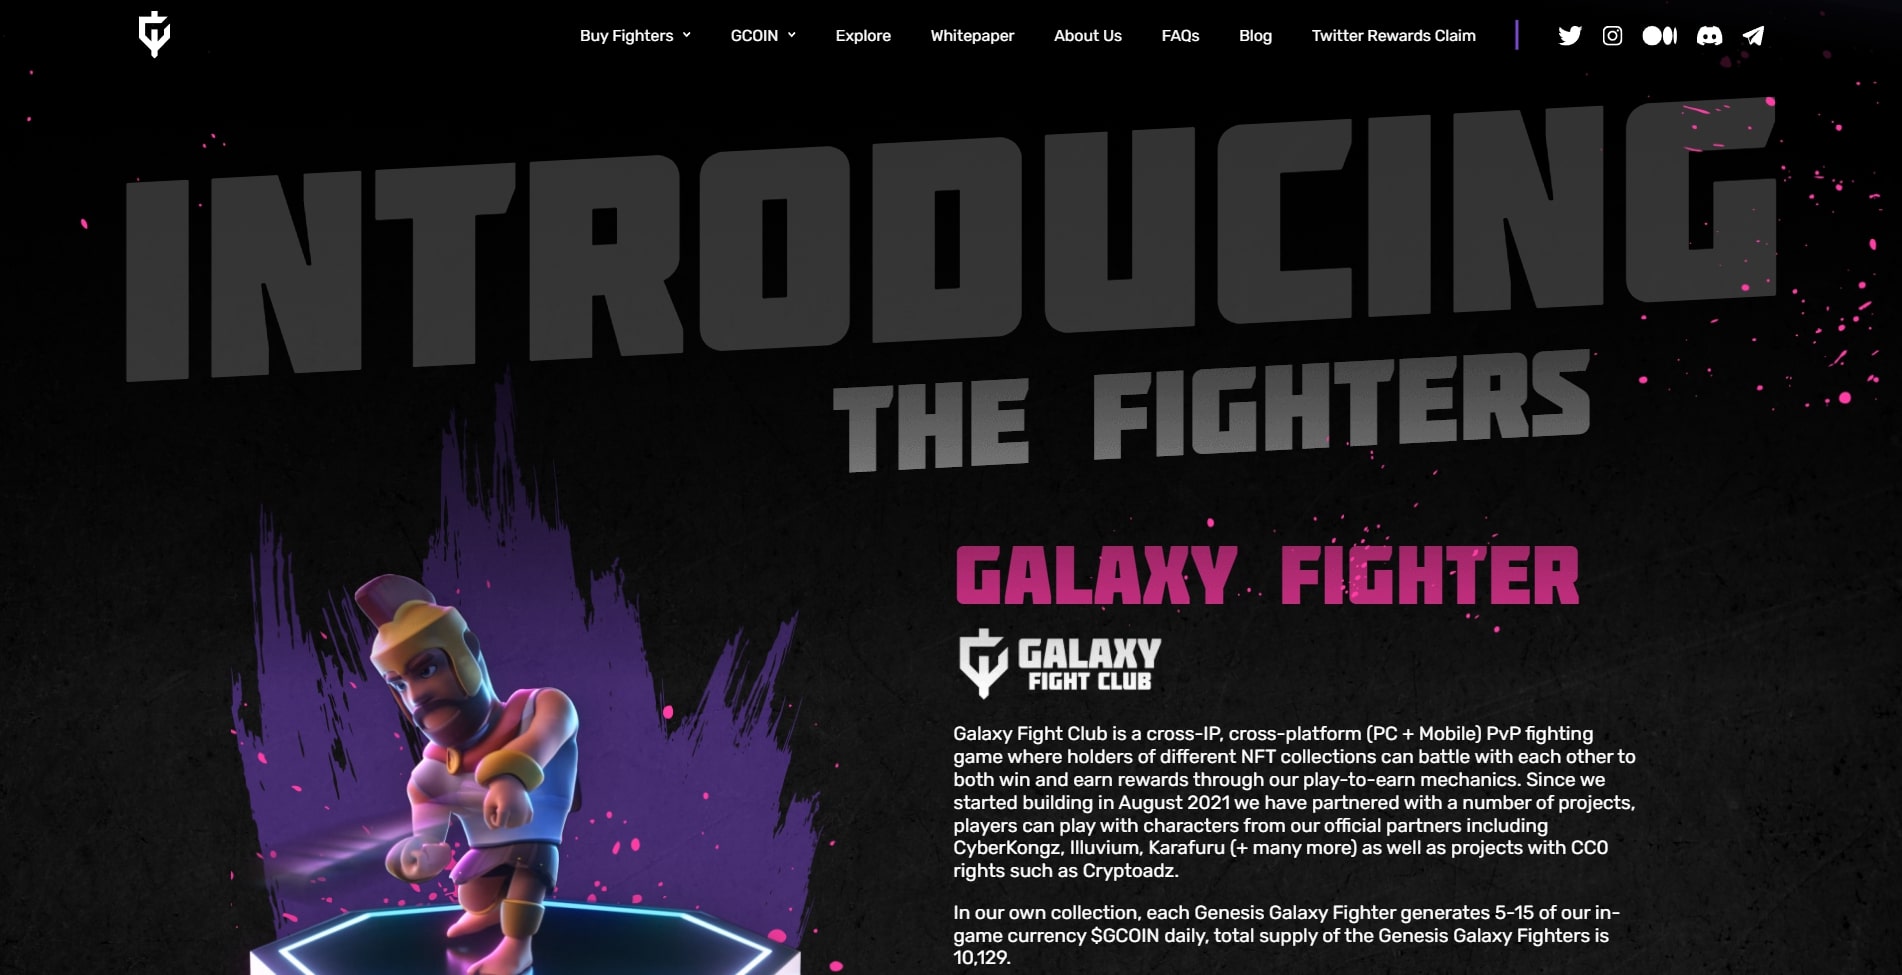 Buy Fighters GCOIN Explore Whitepaper About Us FAQs Blog Twitter Rewards Claim
INTRODUCING
THE FIGHTERS
GALAXY FIGHTER
GALAXY
FIGHT CLUB
Galaxy Fight Club is a cross-IP, cross-platform (PC + Mobile) PvP fighting
game where holders of different NFT collections can battle with each other to
both win and earn rewards through our play-to-earn mechanics. Since we
started building in August 2021 we have partnered with a number of projects,
players can play with characters from our official partners including
CyberKongz, Illuvium, Karafuru (+ many more) as well as projects with CC0
rights such as Cryptoadz.
In our own collection, each Genesis Galaxy Fighter generates 5-15 of our in-
game currency $GCOIN daily, total supply of the Genesis Galaxy Fighters is
10,129.